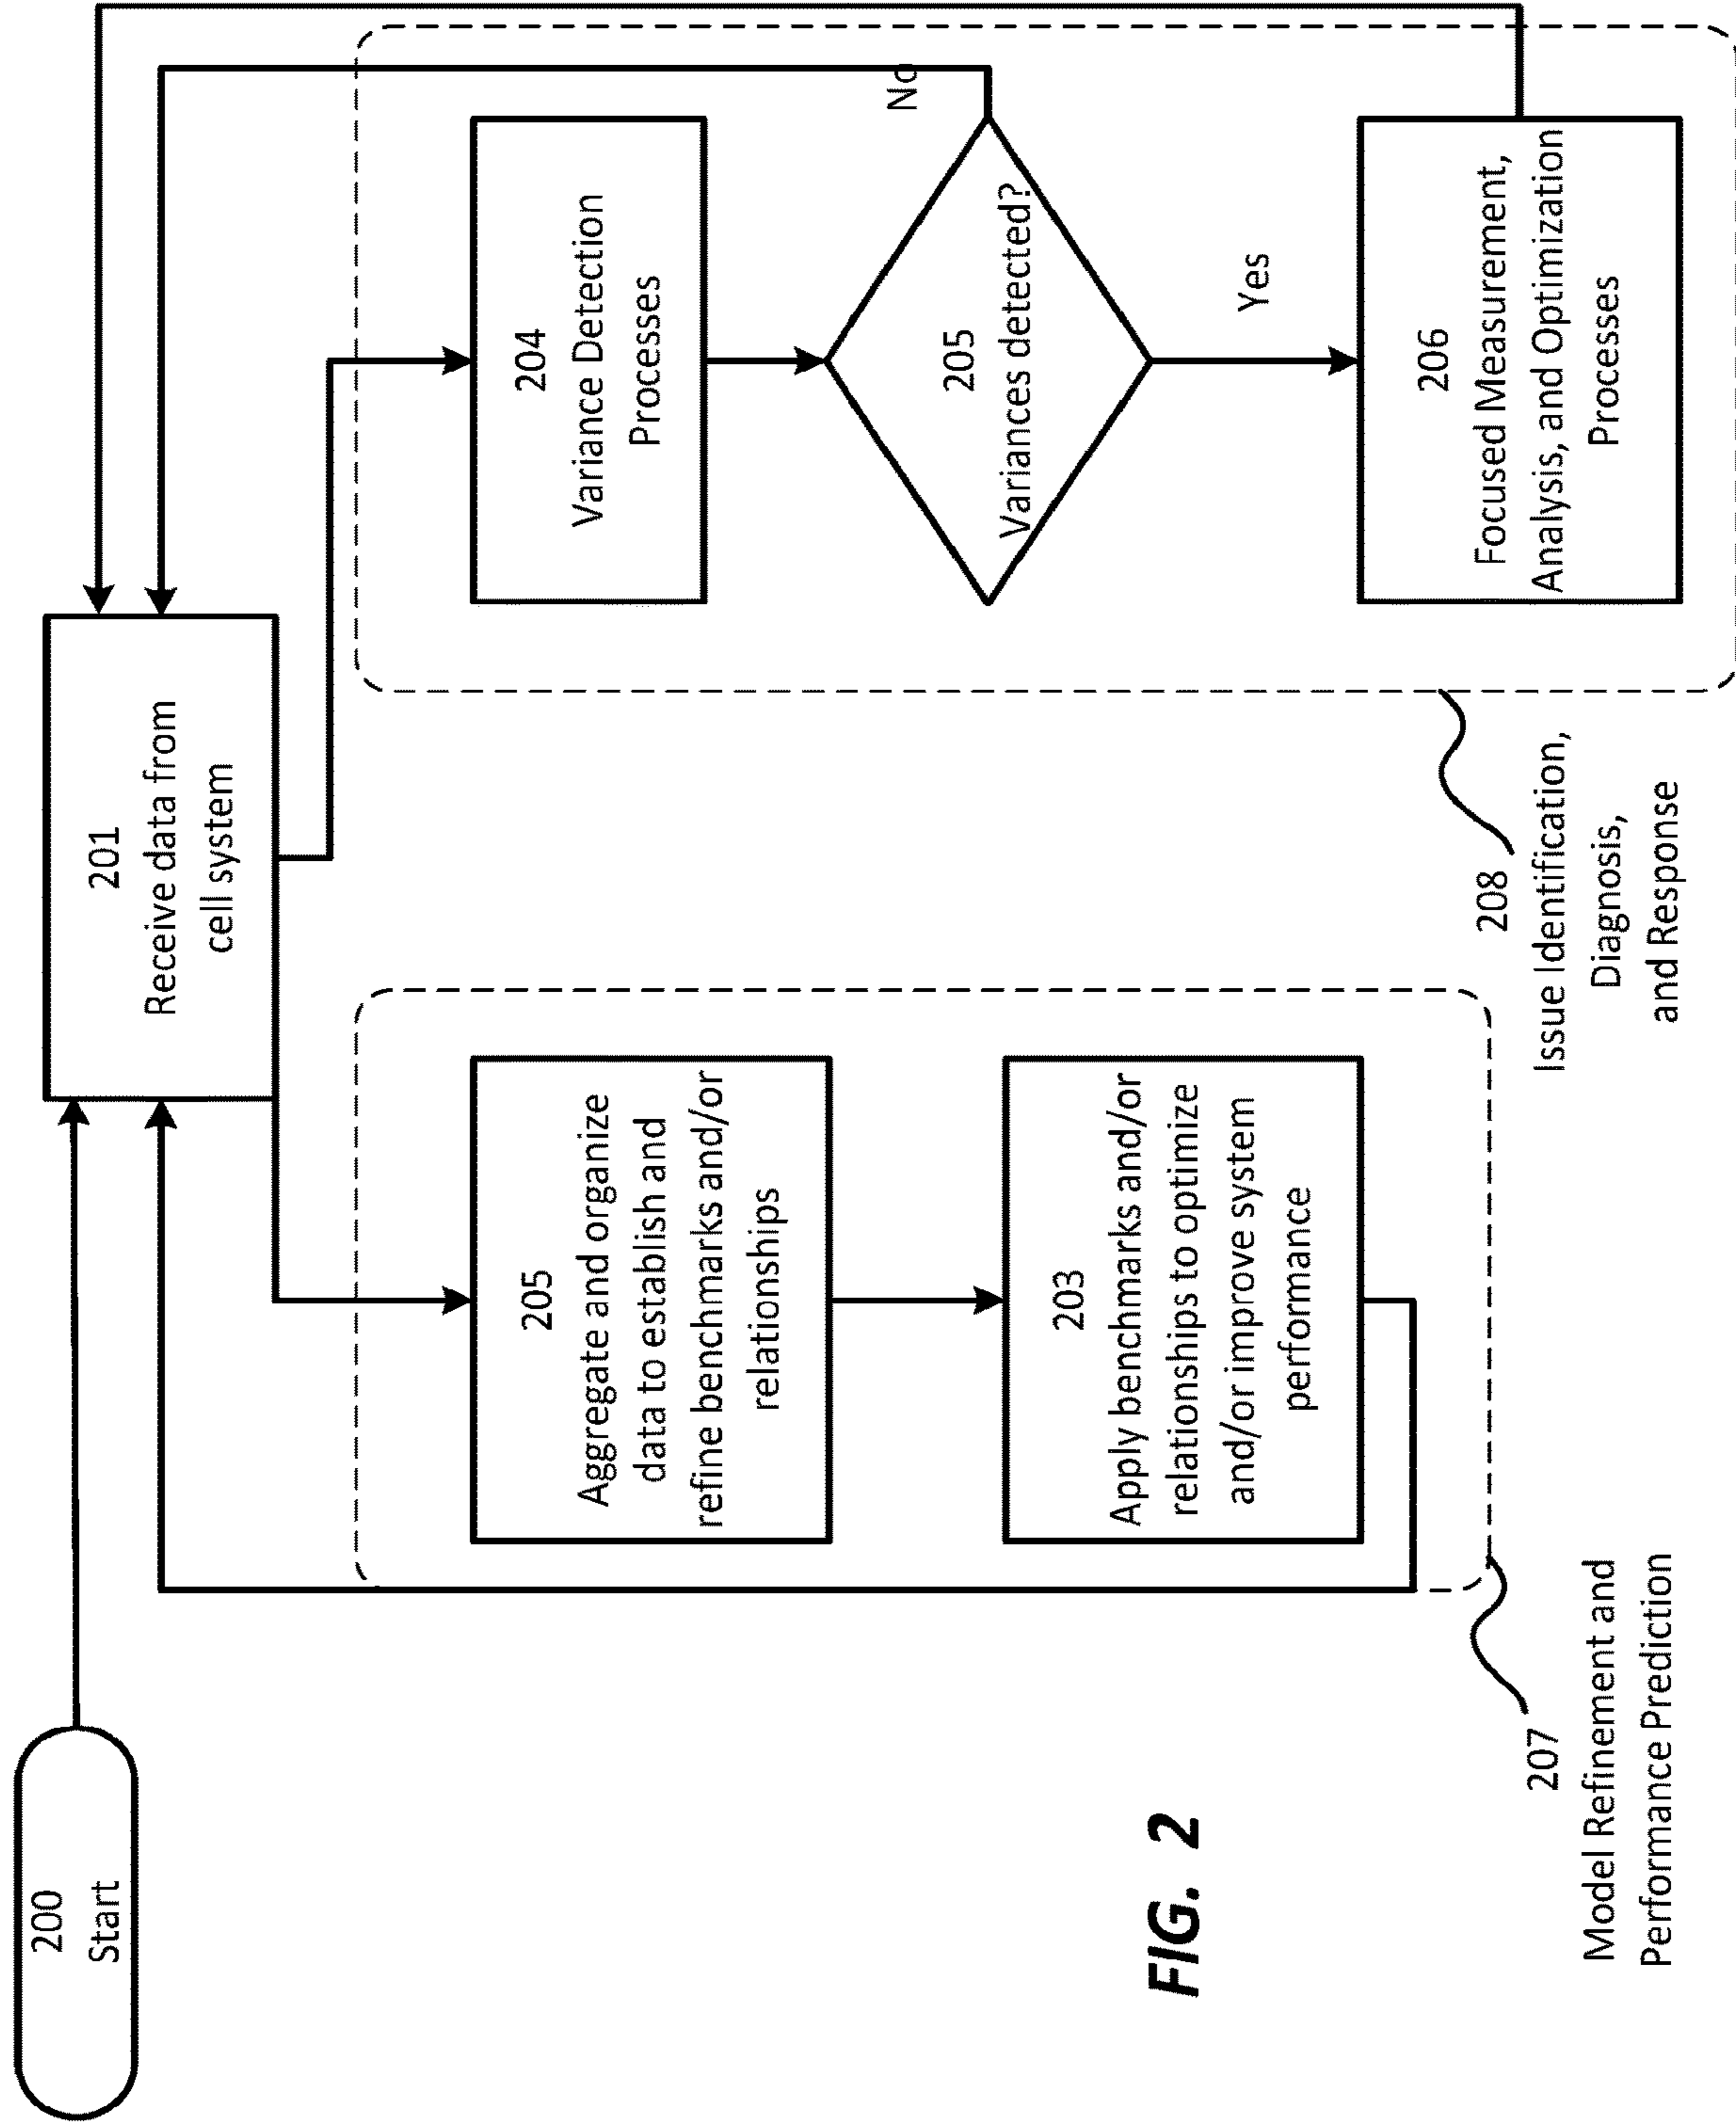 200
Start
201
Receive data from
cell system
205
Aggregate and organize
data to establish and
refine benchmarks and/or
relationships
203
Apply benchmarks and/or
relationships to optimize
and/or improve system
performance
204
Variance Detection
Processes
205
Variances detected?
No
Yes
206
Focused Measurement,
Analysis, and Optimization
Processes
207
Model Refinement and
Performance Prediction
208
Issue Identification,
Diagnosis,
and Response
FIG. 2